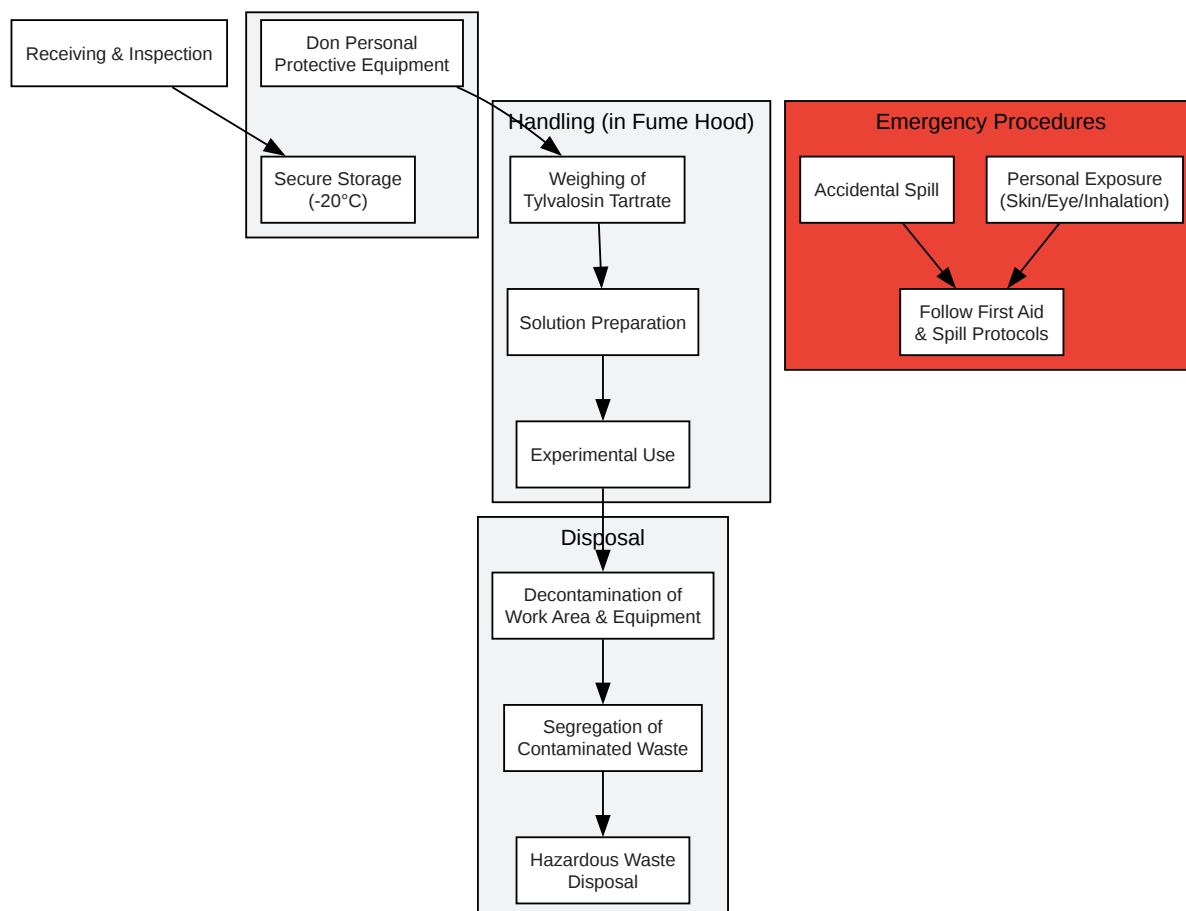 Receiving & Inspection
Don Personal
Protective Equipment
Secure Storage
(-20°C)
Handling (in Fume Hood)
Weighing of
Tylvalosin Tartrate
Solution Preparation
Experimental Use
Emergency Procedures
Accidental Spill
Personal Exposure
(Skin/Eye/Inhalation)
Follow First Aid
& Spill Protocols
Disposal
Decontamination of
Work Area & Equipment
Segregation of
Contaminated Waste
Hazardous Waste
Disposal